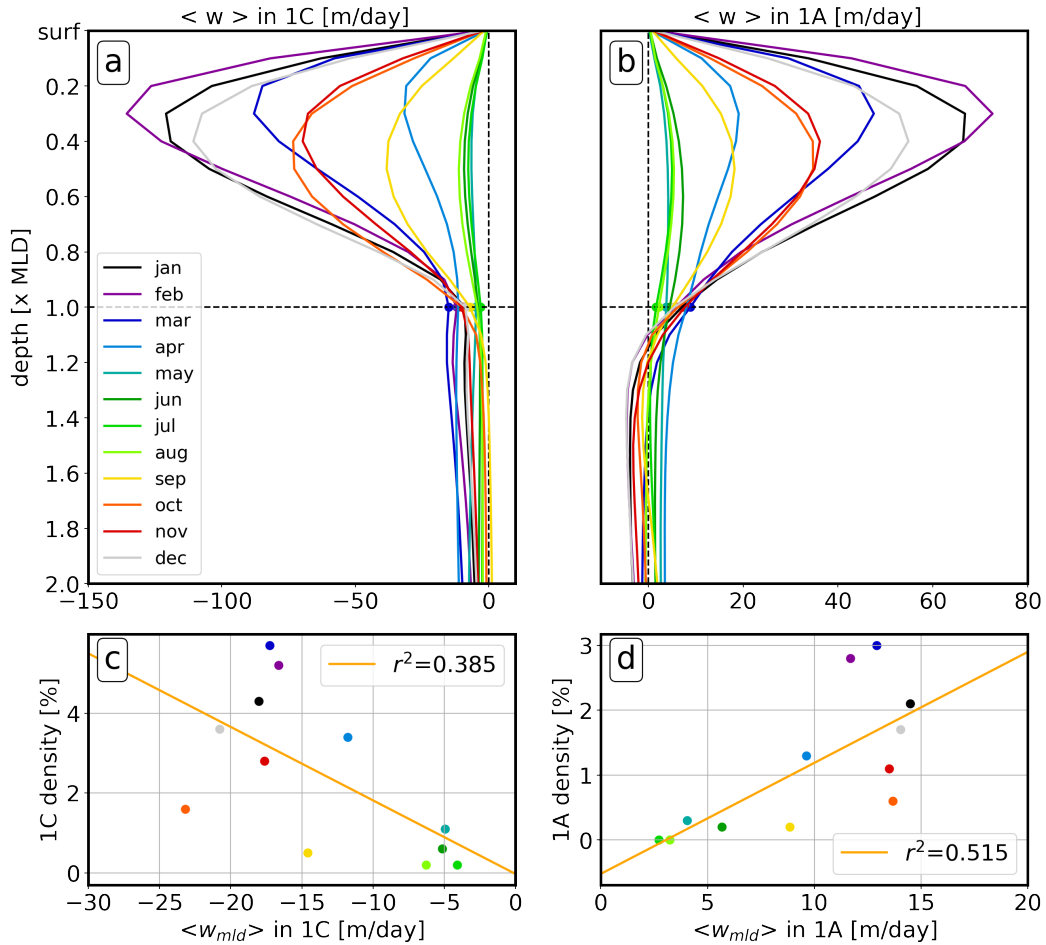 < w > in 1C [m/day]
a
surf
0.2
0.4
0.6
0.8
1.0
1.2
1.4
1.6
1.8
2.0
depth [x MLD]
jan
feb
mar
apr
may
jun
jul
aug
sep
oct
nov
dec
−150
−100
−50
0
< w > in 1A [m/day]
b
0
20
40
60
80
c
r²=0.385
4
2
0
1C density [%]
−30
−25
−20
−15
−10
−5
0
<w_mld> in 1C [m/day]
d
3
2
1
0
1A density [%]
r²=0.515
0
5
10
15
20
<w_mld> in 1A [m/day]